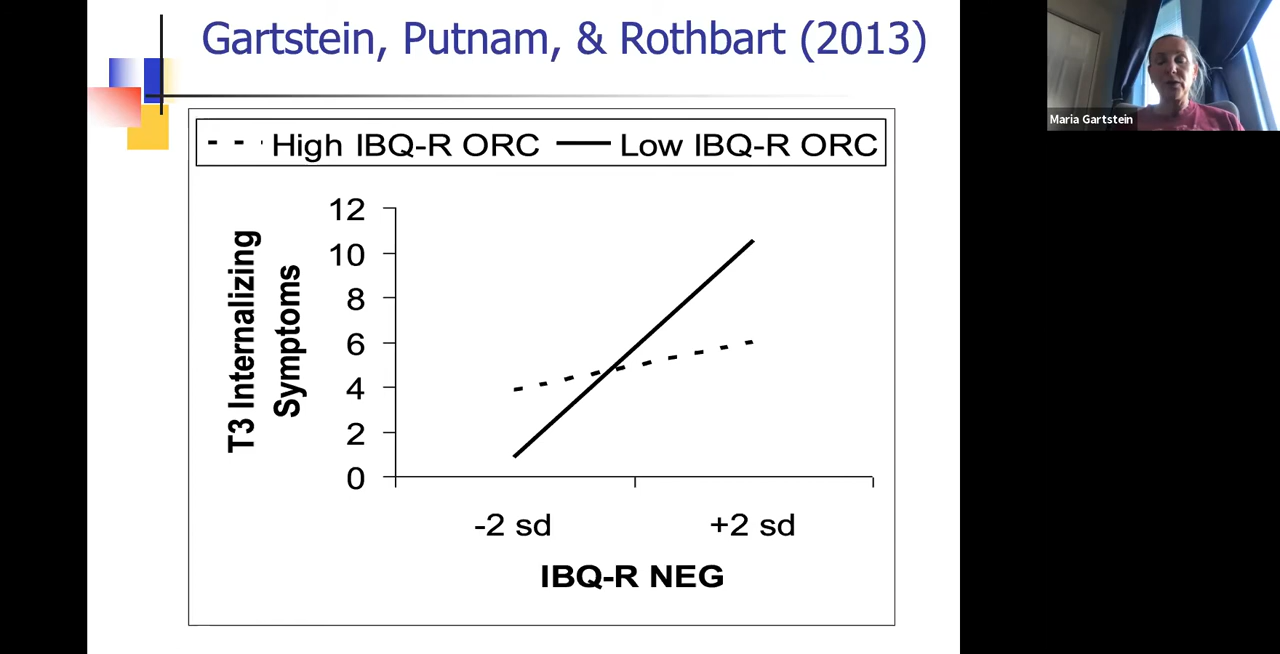 Gartstein, Putnam, & Rothbart (2013)
Maria Gartstein
High IBQ-R ORC
Low IBQ-R ORC
T3 Internalizing
Symptoms
12
10
8
6
4
2
0
-2 sd
+2 sd
IBQ-R NEG